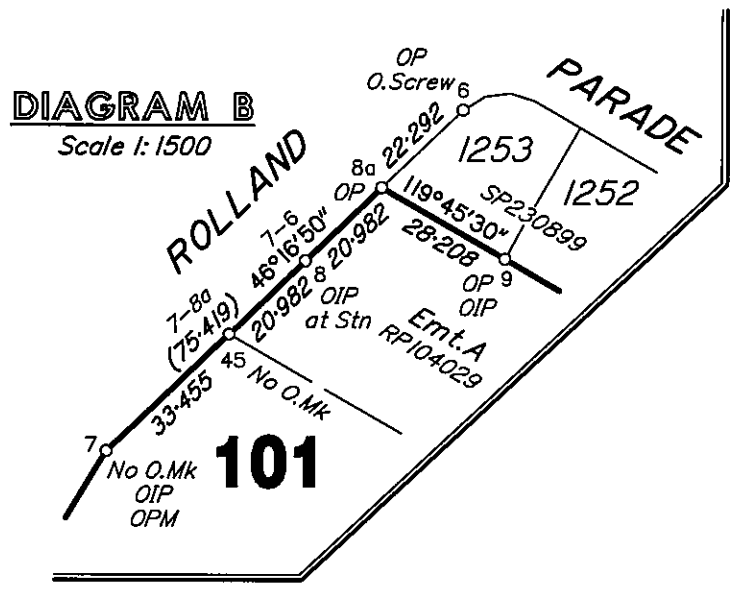 DIAGRAM B
Scale 1:1500
ROLLAND
PARADE
OP
O.Screw
6
22·292
8a
OP
1253
1252
SP230899
119°45'30"
28·208
7-6
46°16'50"
20·982
8
OIP
at Stn
OP
9
OIP
7-8a
(75·419)
20·982
Emt.A
RP104029
45
No O.Mk
33·455
7
No O.Mk
OIP
OPM
101